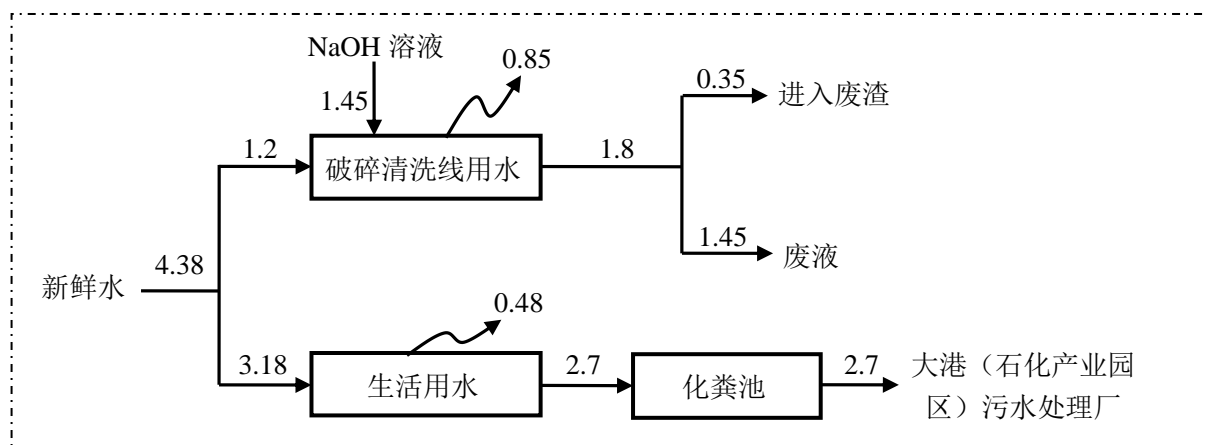 NaOH 溶液
0.85
0.35
进入废渣
1.45
1.2
破碎清洗线用水
1.8
1.45
废液
新鲜水
4.38
0.48
3.18
生活用水
2.7
化粪池
2.7
大港（石化产业园
区）污水处理厂